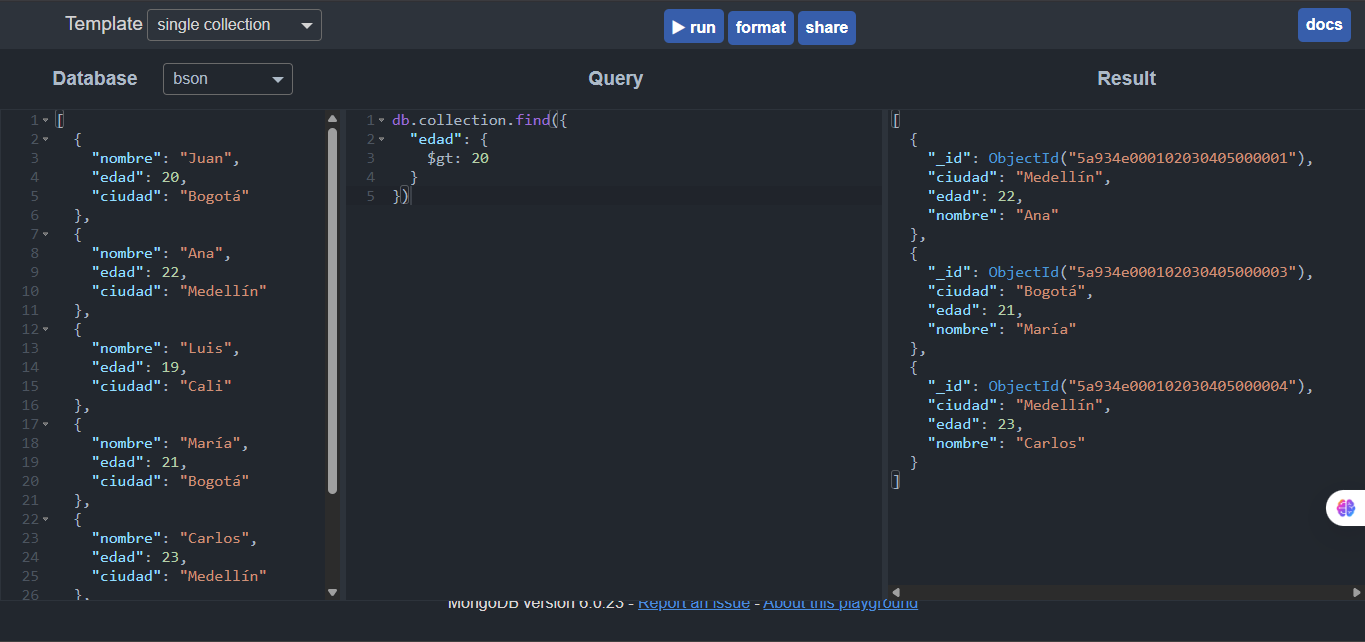 Template single collection run format share docs
Database bson Query Result
1 [
2 {
3 "nombre": "Juan",
4 "edad": 20,
5 "ciudad": "Bogotá"
6 },
7 {
8 "nombre": "Ana",
9 "edad": 22,
10 "ciudad": "Medellín"
11 },
12 {
13 "nombre": "Luis",
14 "edad": 19,
15 "ciudad": "Cali"
16 },
17 {
18 "nombre": "María",
19 "edad": 21,
20 "ciudad": "Bogotá"
21 },
22 {
23 "nombre": "Carlos",
24 "edad": 23,
25 "ciudad": "Medellín"
26 },
1 db.collection.find({
2 "edad": {
3 $gt: 20
4 }
5 })
[
{
"_id": ObjectId("5a934e000102030405000001"),
"ciudad": "Medellín",
"edad": 22,
"nombre": "Ana"
},
{
"_id": ObjectId("5a934e000102030405000003"),
"ciudad": "Bogotá",
"edad": 21,
"nombre": "María"
},
{
"_id": ObjectId("5a934e000102030405000004"),
"ciudad": "Medellín",
"edad": 23,
"nombre": "Carlos"
}
]
MongoDB version 6.0.23 - Report an issue - About this playground